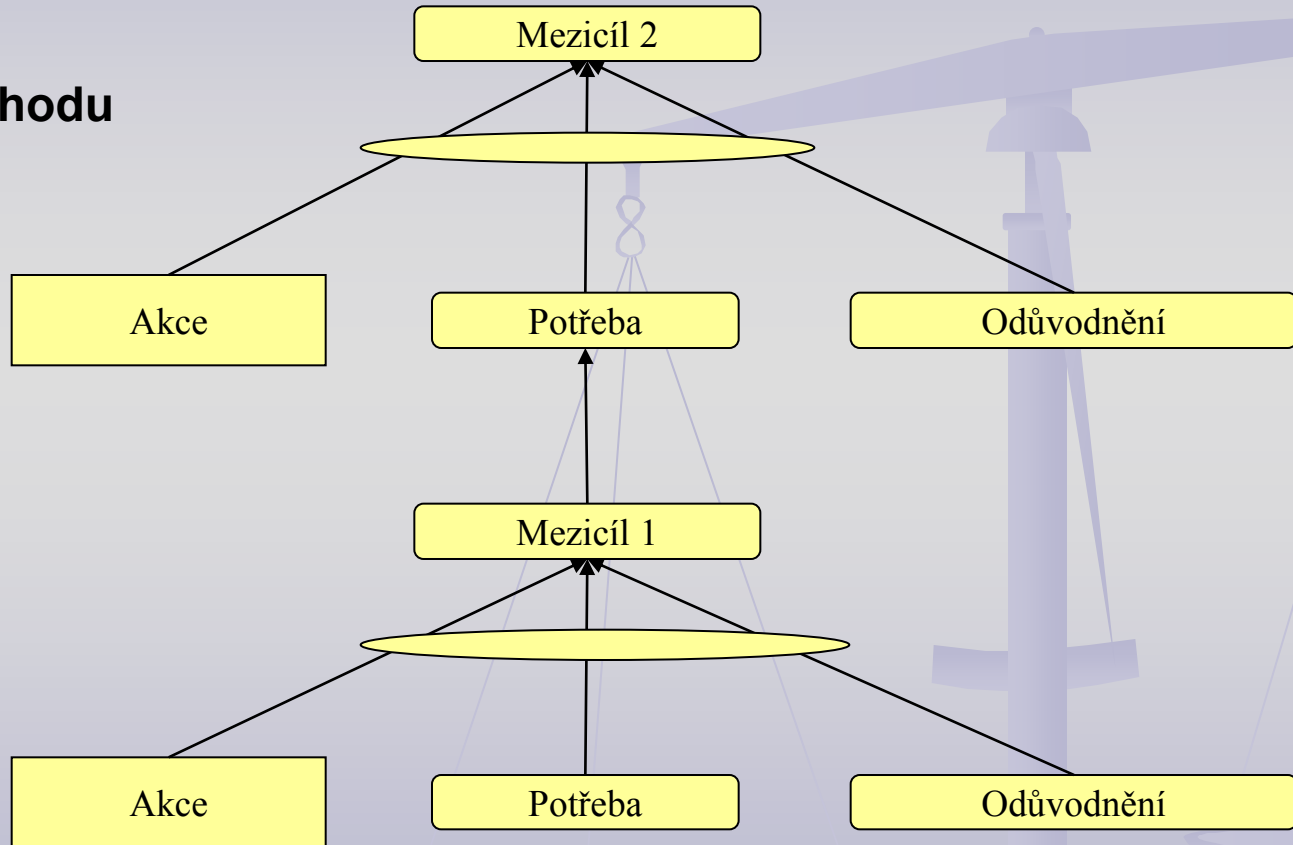 Mezicíl 2
hodu
Akce
Potřeba
Odůvodnění
Mezicíl 1
Akce
Potřeba
Odůvodnění